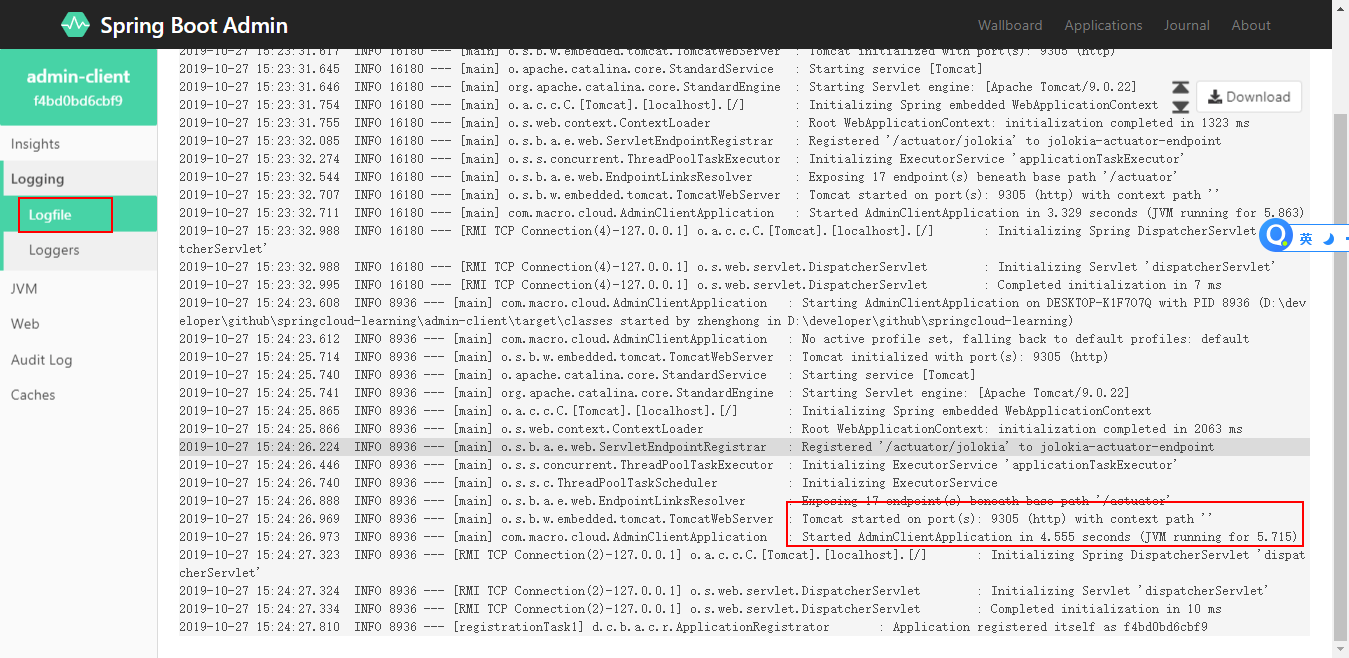 Spring Boot Admin
Wallboard Applications Journal About
admin-client
f4bd0bd6cbf9
Insights
Logging
Logfile
Loggers
JVM
Web
Audit Log
Caches
Download
英
2019-10-27 15:23:31.617 INFO 16180 --- [main] o.s.b.w.embedded.tomcat.TomcatWebServer : Tomcat initialized with port(s): 9305 (http)
2019-10-27 15:23:31.645 INFO 16180 --- [main] o.apache.catalina.core.StandardService : Starting service [Tomcat]
2019-10-27 15:23:31.646 INFO 16180 --- [main] org.apache.catalina.core.StandardEngine : Starting Servlet engine: [Apache Tomcat/9.0.22]
2019-10-27 15:23:31.754 INFO 16180 --- [main] o.a.c.c.C.[Tomcat].[localhost].[/] : Initializing Spring embedded WebApplicationContext
2019-10-27 15:23:31.755 INFO 16180 --- [main] o.s.web.context.ContextLoader : Root WebApplicationContext: initialization completed in 1323 ms
2019-10-27 15:23:32.085 INFO 16180 --- [main] o.s.b.a.e.web.ServletEndpointRegistrar : Registered '/actuator/jolokia' to jolokia-actuator-endpoint
2019-10-27 15:23:32.274 INFO 16180 --- [main] o.s.s.concurrent.ThreadPoolTaskExecutor : Initializing ExecutorService 'applicationTaskExecutor'
2019-10-27 15:23:32.544 INFO 16180 --- [main] o.s.b.a.e.web.EndpointLinksResolver : Exposing 17 endpoint(s) beneath base path '/actuator'
2019-10-27 15:23:32.707 INFO 16180 --- [main] o.s.b.w.embedded.tomcat.TomcatWebServer : Tomcat started on port(s): 9305 (http) with context path ''
2019-10-27 15:23:32.711 INFO 16180 --- [main] com.macro.cloud.AdminClientApplication : Started AdminClientApplication in 3.329 seconds (JVM running for 5.863)
2019-10-27 15:23:32.988 INFO 16180 --- [RMI TCP Connection(4)-127.0.0.1] o.a.c.c.C.[Tomcat].[localhost].[/] : Initializing Spring DispatcherServlet 'dispa
tcherServlet'
2019-10-27 15:23:32.988 INFO 16180 --- [RMI TCP Connection(4)-127.0.0.1] o.s.web.servlet.DispatcherServlet : Initializing Servlet 'dispatcherServlet'
2019-10-27 15:23:32.995 INFO 16180 --- [RMI TCP Connection(4)-127.0.0.1] o.s.web.servlet.DispatcherServlet : Completed initialization in 7 ms
2019-10-27 15:24:23.608 INFO 8936 --- [main] com.macro.cloud.AdminClientApplication : Starting AdminClientApplication on DESKTOP-K1F7O7Q with PID 8936 (D:\dev
eloper\github\springcloud-learning\admin-client\target\classes started by zhenghong in D:\developer\github\springcloud-learning)
2019-10-27 15:24:23.612 INFO 8936 --- [main] com.macro.cloud.AdminClientApplication : No active profile set, falling back to default profiles: default
2019-10-27 15:24:25.714 INFO 8936 --- [main] o.s.b.w.embedded.tomcat.TomcatWebServer : Tomcat initialized with port(s): 9305 (http)
2019-10-27 15:24:25.740 INFO 8936 --- [main] o.apache.catalina.core.StandardService : Starting service [Tomcat]
2019-10-27 15:24:25.741 INFO 8936 --- [main] org.apache.catalina.core.StandardEngine : Starting Servlet engine: [Apache Tomcat/9.0.22]
2019-10-27 15:24:25.865 INFO 8936 --- [main] o.a.c.c.C.[Tomcat].[localhost].[/] : Initializing Spring embedded WebApplicationContext
2019-10-27 15:24:25.866 INFO 8936 --- [main] o.s.web.context.ContextLoader : Root WebApplicationContext: initialization completed in 2063 ms
2019-10-27 15:24:26.224 INFO 8936 --- [main] o.s.b.a.e.web.ServletEndpointRegistrar : Registered '/actuator/jolokia' to jolokia-actuator-endpoint
2019-10-27 15:24:26.446 INFO 8936 --- [main] o.s.s.concurrent.ThreadPoolTaskExecutor : Initializing ExecutorService 'applicationTaskExecutor'
2019-10-27 15:24:26.740 INFO 8936 --- [main] o.s.s.c.ThreadPoolTaskScheduler : Initializing ExecutorService
2019-10-27 15:24:26.888 INFO 8936 --- [main] o.s.b.a.e.web.EndpointLinksResolver : Exposing 17 endpoint(s) beneath base path '/actuator'
2019-10-27 15:24:26.969 INFO 8936 --- [main] o.s.b.w.embedded.tomcat.TomcatWebServer : Tomcat started on port(s): 9305 (http) with context path ''
2019-10-27 15:24:26.973 INFO 8936 --- [main] com.macro.cloud.AdminClientApplication : Started AdminClientApplication in 4.555 seconds (JVM running for 5.715)
2019-10-27 15:24:27.323 INFO 8936 --- [RMI TCP Connection(2)-127.0.0.1] o.a.c.c.C.[Tomcat].[localhost].[/] : Initializing Spring DispatcherServlet 'dispat
cherServlet'
2019-10-27 15:24:27.324 INFO 8936 --- [RMI TCP Connection(2)-127.0.0.1] o.s.web.servlet.DispatcherServlet : Initializing Servlet 'dispatcherServlet'
2019-10-27 15:24:27.334 INFO 8936 --- [RMI TCP Connection(2)-127.0.0.1] o.s.web.servlet.DispatcherServlet : Completed initialization in 10 ms
2019-10-27 15:24:27.810 INFO 8936 --- [registrationTask1] d.c.b.a.c.r.ApplicationRegistrator : Application registered itself as f4bd0bd6cbf9